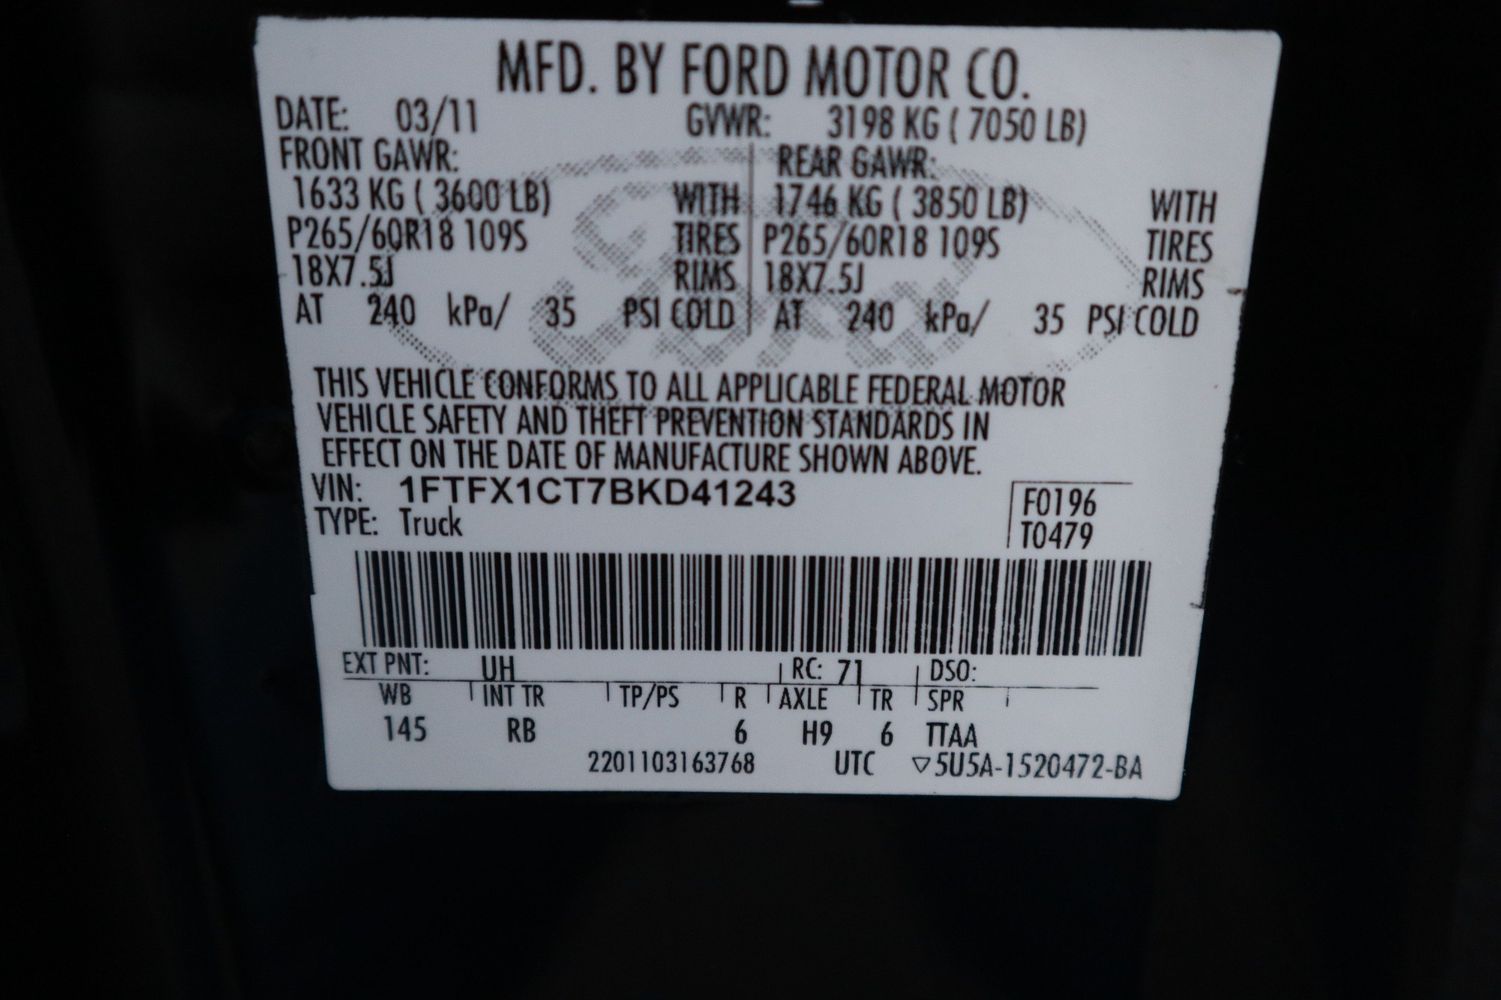 MFD. BY FORD MOTOR CO.
DATE: 03/11 GVWR: 3198 KG ( 7050 LB)
FRONT GAWR: REAR GAWR:
1633 KG ( 3600 LB) WITH 1746 KG ( 3850 LB) WITH
P265/60R18 109S TIRES P265/60R18 109S TIRES
18X7.5J RIMS 18X7.5J RIMS
AT 240 kPa/ 35 PSI COLD AT 240 kPa/ 35 PSI COLD
Ford
THIS VEHICLE CONFORMS TO ALL APPLICABLE FEDERAL MOTOR
VEHICLE SAFETY AND THEFT PREVENTION STANDARDS IN
EFFECT ON THE DATE OF MANUFACTURE SHOWN ABOVE.
VIN: 1FTFX1CT7BKD41243 F0196
TYPE: Truck T0479
EXT PNT: UH RC: 71 DSO:
WB INT TR TP/PS R AXLE TR SPR
145 RB 6 H9 6 TTAA
2201103163768 UTC ▽5U5A-1520472-BA